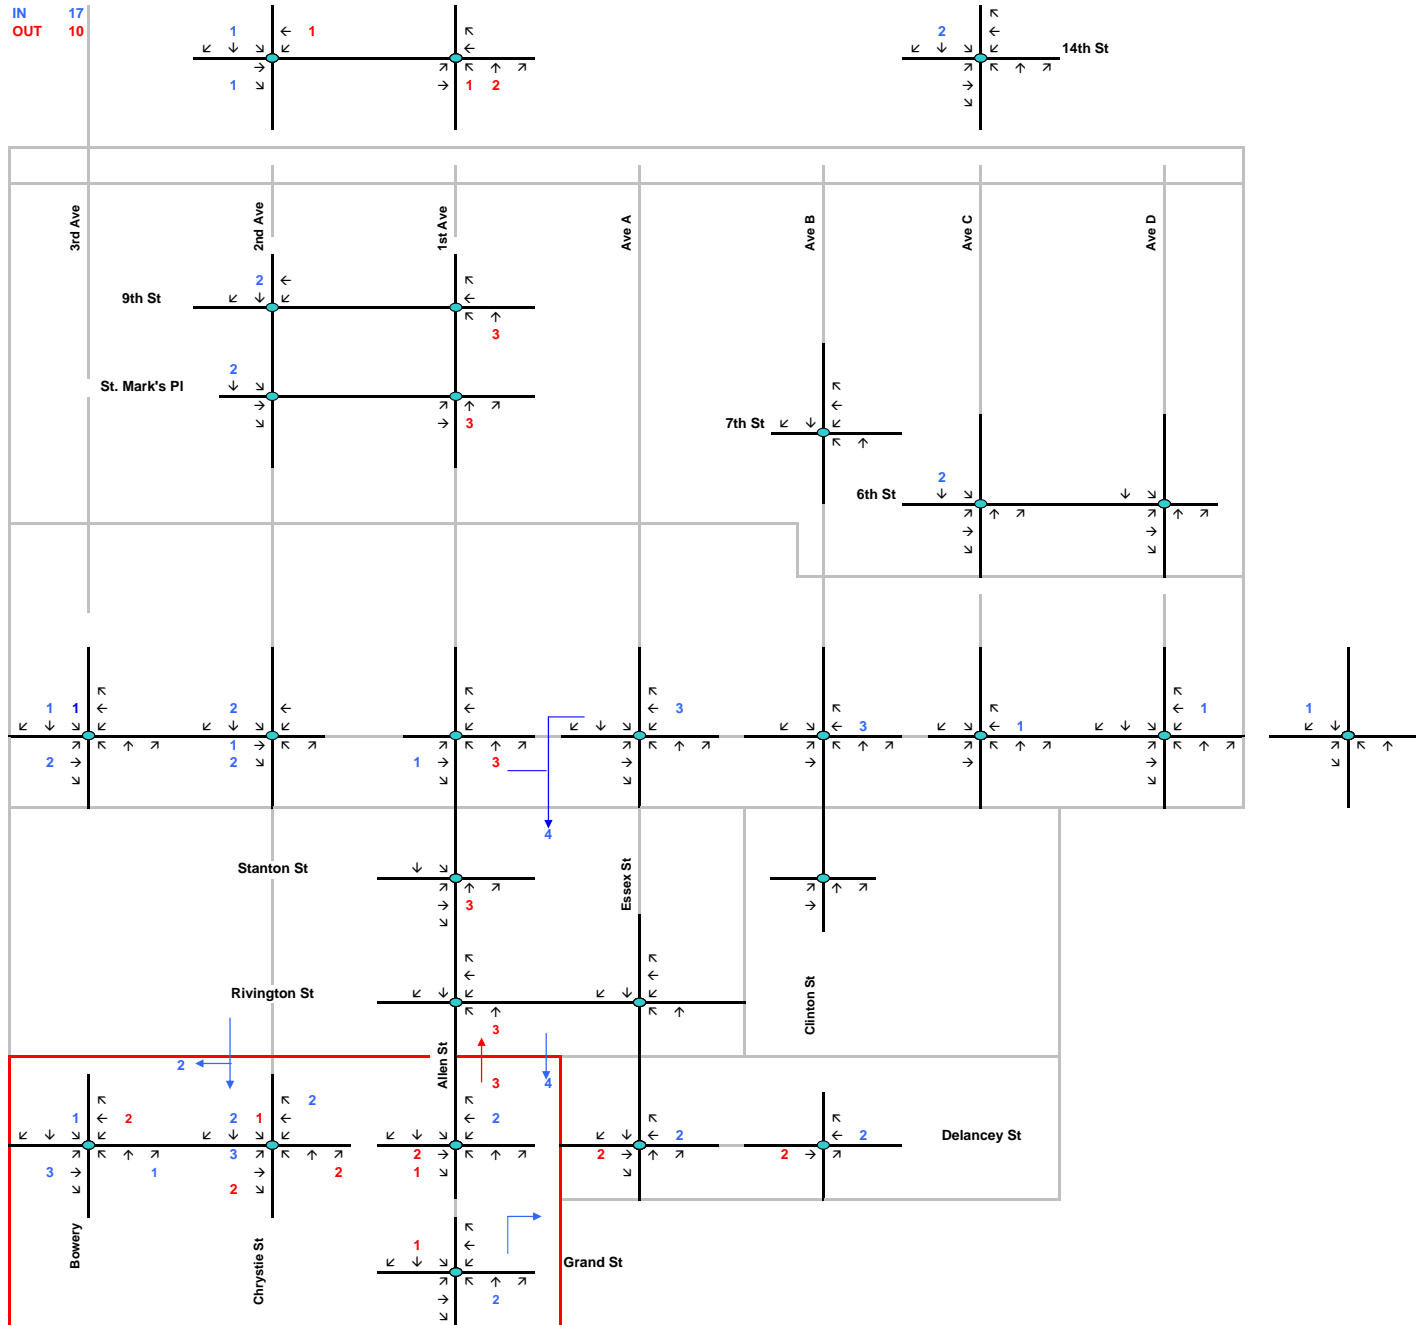 IN 17
OUT 10
1 1
2
14th St
1 1 2
3rd Ave
2nd Ave
1st Ave
Ave A
Ave B
Ave C
Ave D
2
9th St
3
2
St. Mark's Pl
7th St
3
2
6th St
1 1 2 3 1 1
1 3 1
2 2 1 3
4
Stanton St
Essex St
3
Rivington St
Clinton St
3
2
Allen St
3 4
2
1 2 2 1 2
2 2
Delancey St
3 1 3 2 2 2
2 2 1
Bowery
Chrystie St
1
Grand St
2